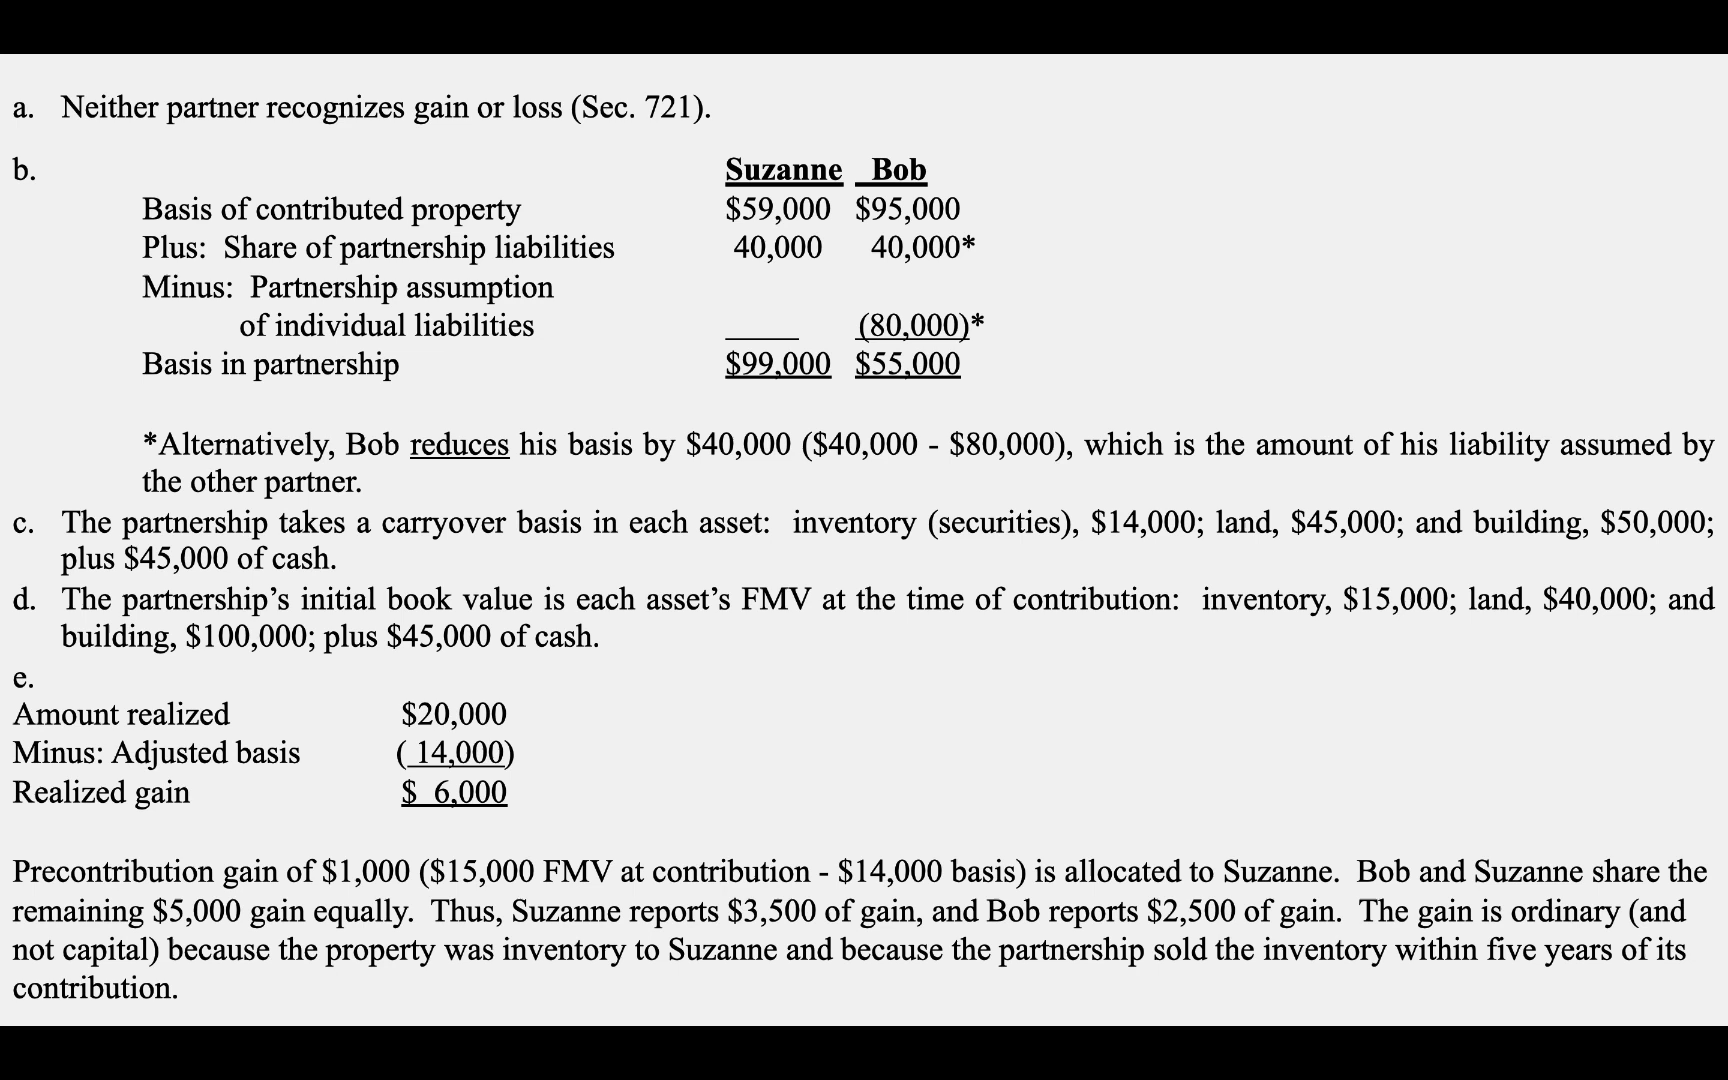 a. Neither partner recognizes gain or loss (Sec. 721).
b.
Suzanne Bob
Basis of contributed property $59,000 $95,000
Plus: Share of partnership liabilities 40,000 40,000*
Minus: Partnership assumption
of individual liabilities (80,000)*
Basis in partnership $99,000 $55,000
*Alternatively, Bob reduces his basis by $40,000 ($40,000 - $80,000), which is the amount of his liability assumed by
the other partner.
c. The partnership takes a carryover basis in each asset: inventory (securities), $14,000; land, $45,000; and building, $50,000;
plus $45,000 of cash.
d. The partnership’s initial book value is each asset’s FMV at the time of contribution: inventory, $15,000; land, $40,000; and
building, $100,000; plus $45,000 of cash.
e.
Amount realized $20,000
Minus: Adjusted basis ( 14,000)
Realized gain $ 6,000
Precontribution gain of $1,000 ($15,000 FMV at contribution - $14,000 basis) is allocated to Suzanne. Bob and Suzanne share the
remaining $5,000 gain equally. Thus, Suzanne reports $3,500 of gain, and Bob reports $2,500 of gain. The gain is ordinary (and
not capital) because the property was inventory to Suzanne and because the partnership sold the inventory within five years of its
contribution.